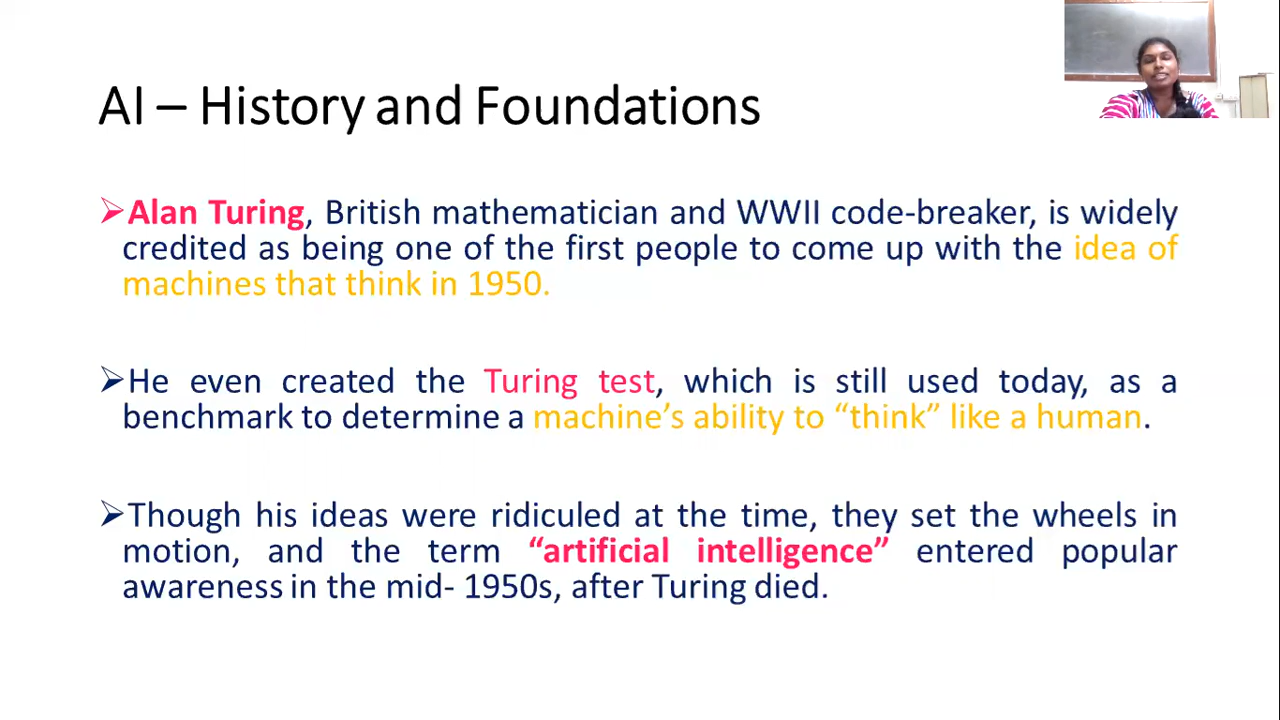 AI – History and Foundations
➢Alan Turing, British mathematician and WWII code-breaker, is widely
credited as being one of the first people to come up with the idea of
machines that think in 1950.
➢He even created the Turing test, which is still used today, as a
benchmark to determine a machine’s ability to “think” like a human.
➢Though his ideas were ridiculed at the time, they set the wheels in
motion, and the term “artificial intelligence” entered popular
awareness in the mid- 1950s, after Turing died.